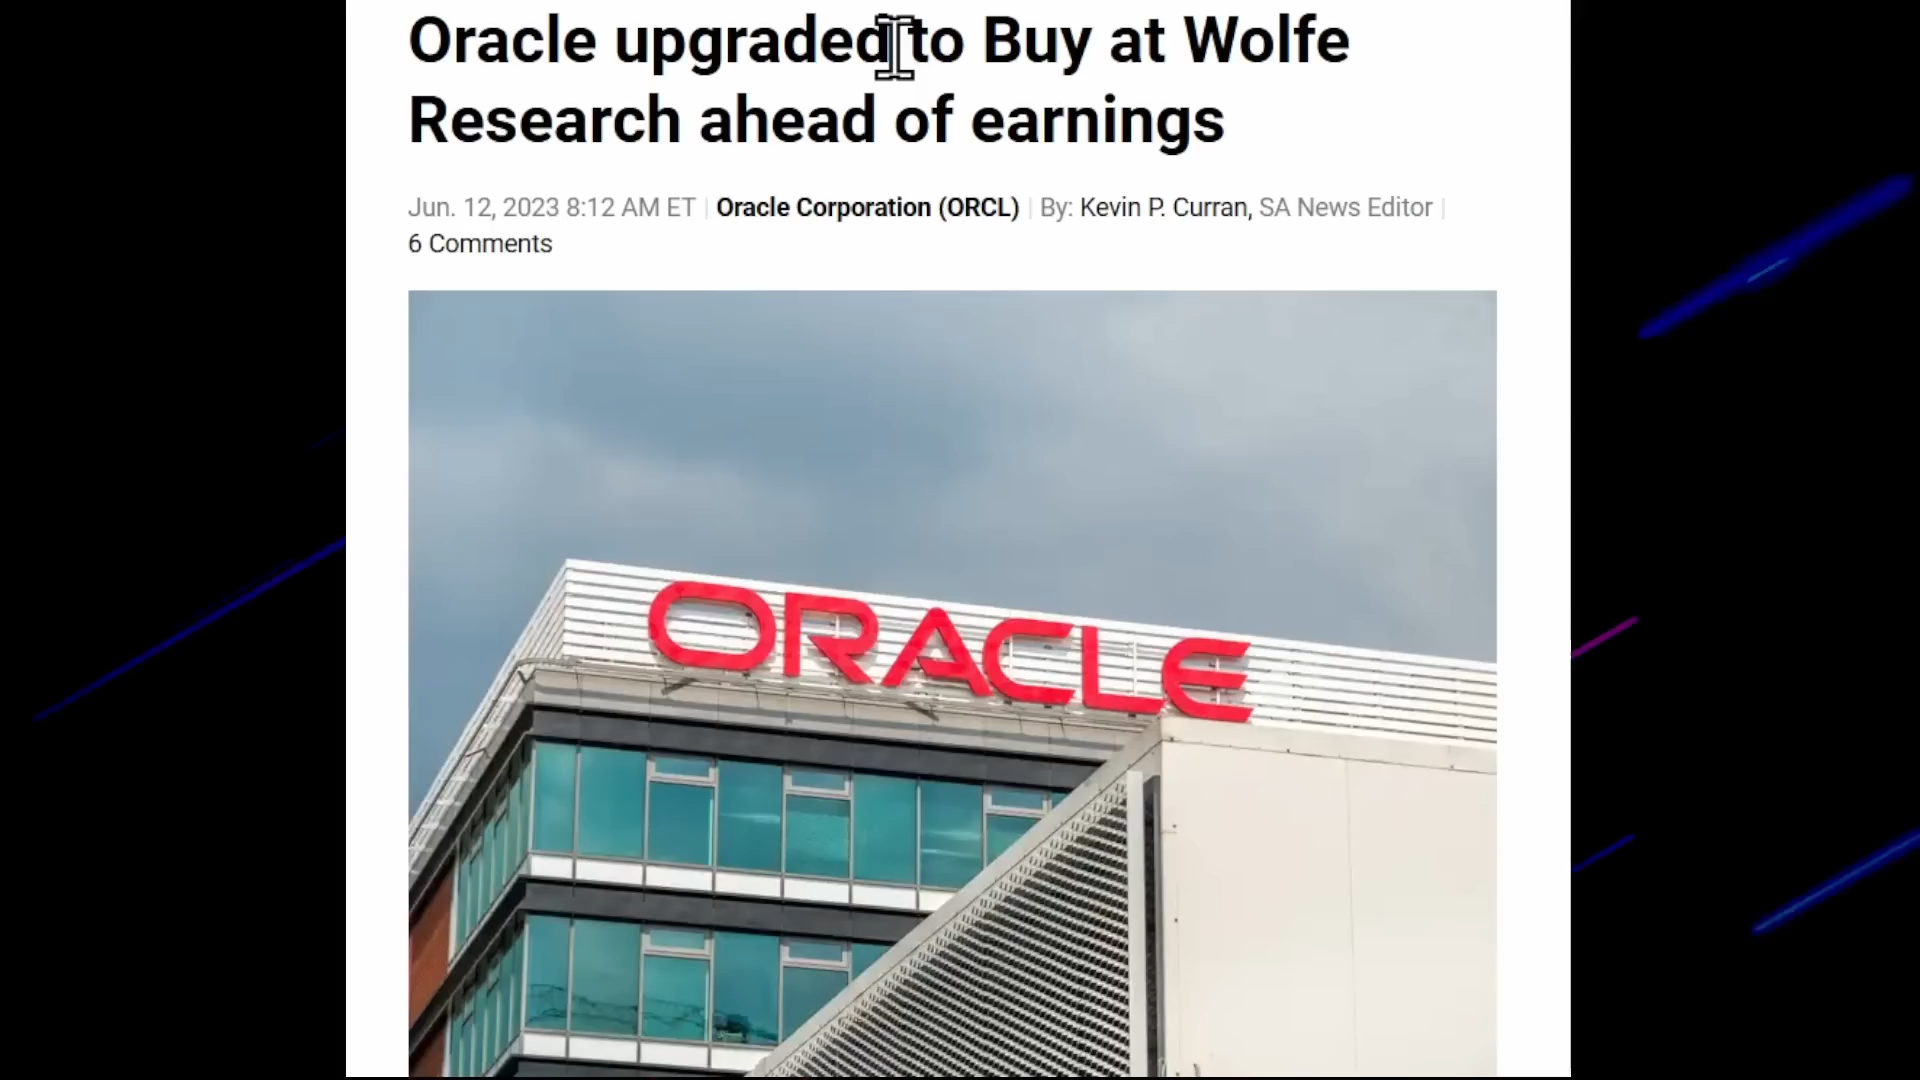 Oracle upgraded to Buy at Wolfe
Research ahead of earnings
Jun. 12, 2023 8:12 AM ET | Oracle Corporation (ORCL) | By: Kevin P. Curran, SA News Editor |
6 Comments
ORACLE